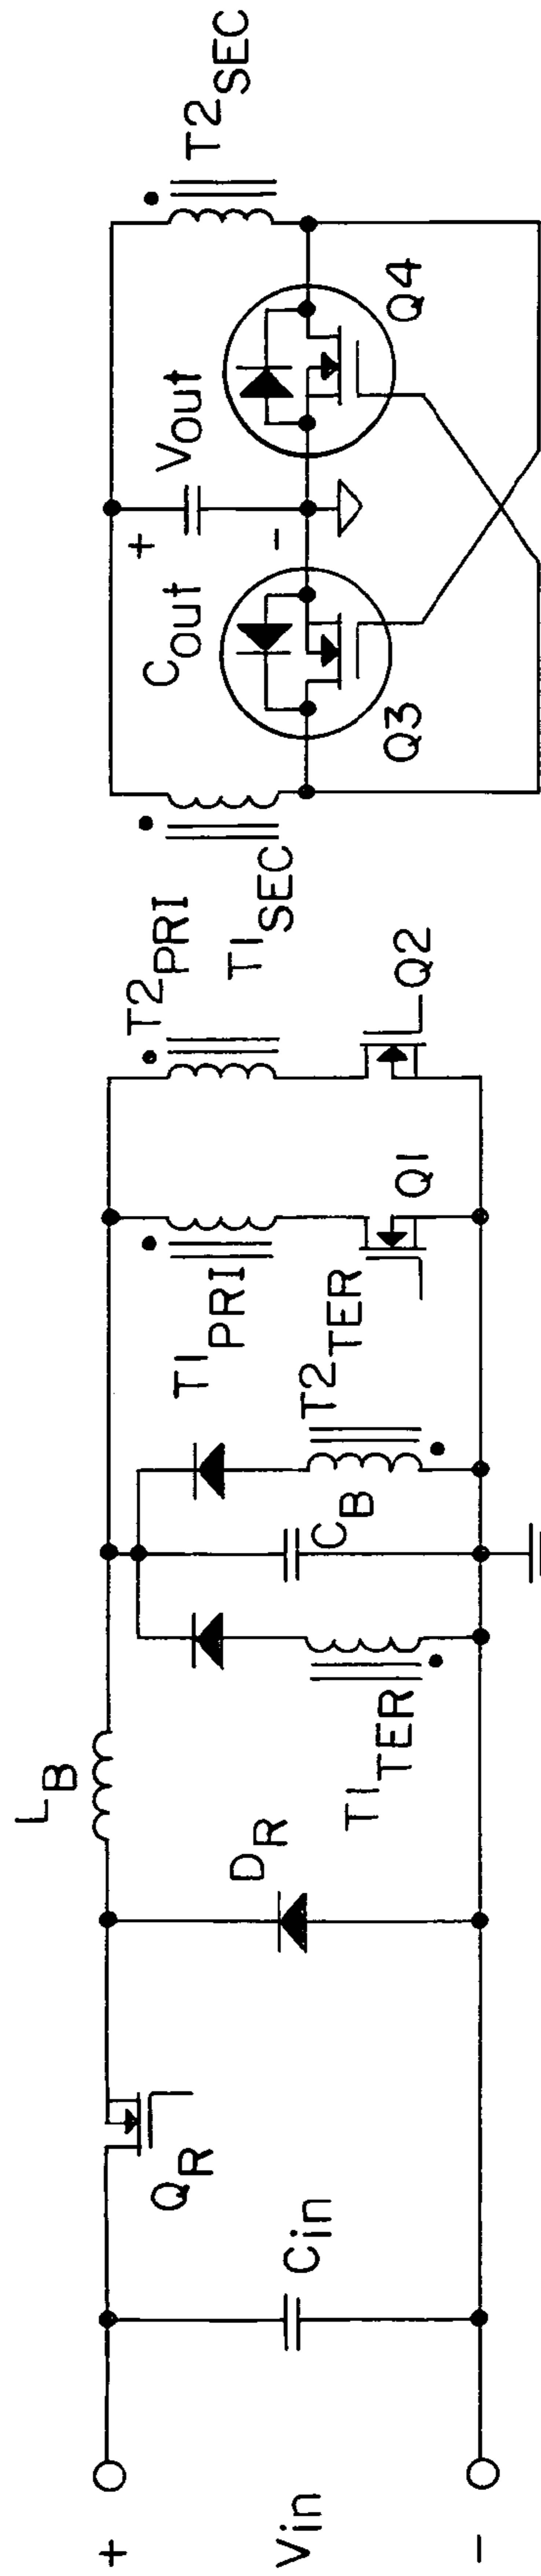 +
Vin
-
Cin
QR
DR
LB
T1TER
CB
T2TER
T1PRI
Q1
T2PRI
Q2
T1SEC
Q3
Cout
+
-
Vout
Q4
T2SEC